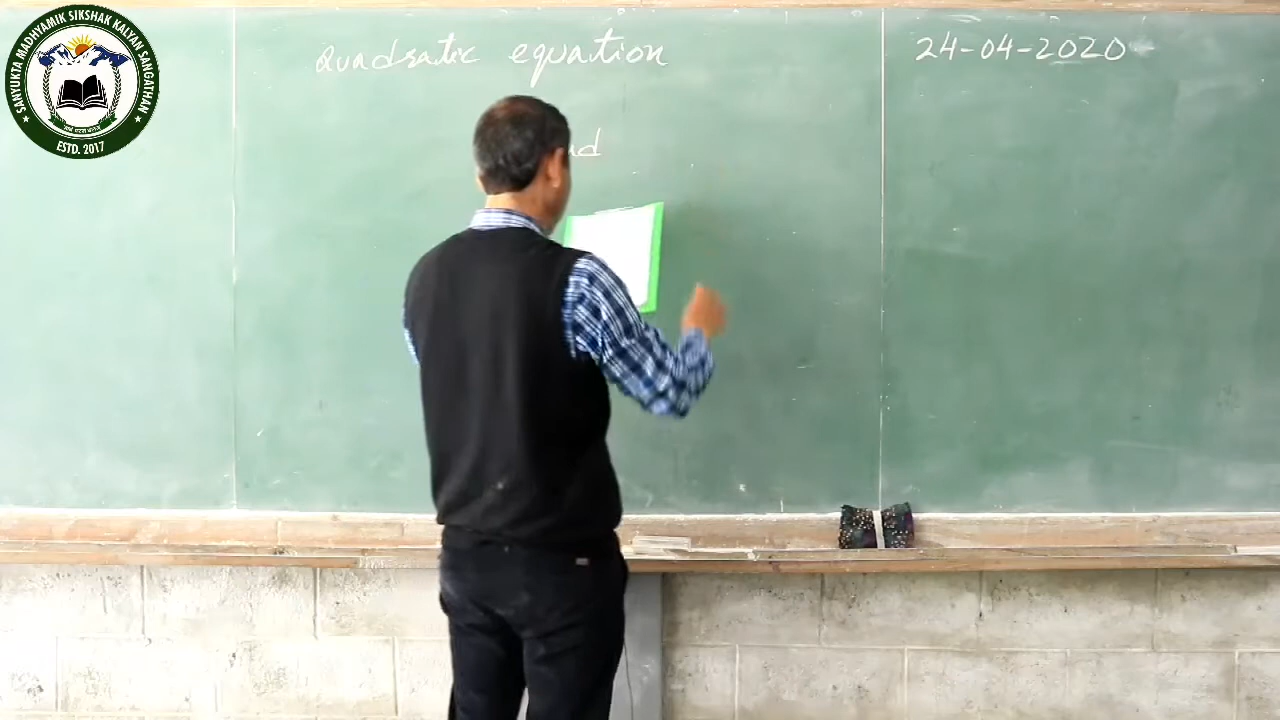 SANYUKTA MADHYAMIK SIKSHAK KALYAN SANGATHAN
ESTD. 2017
Quadratic equation
24-04-2020